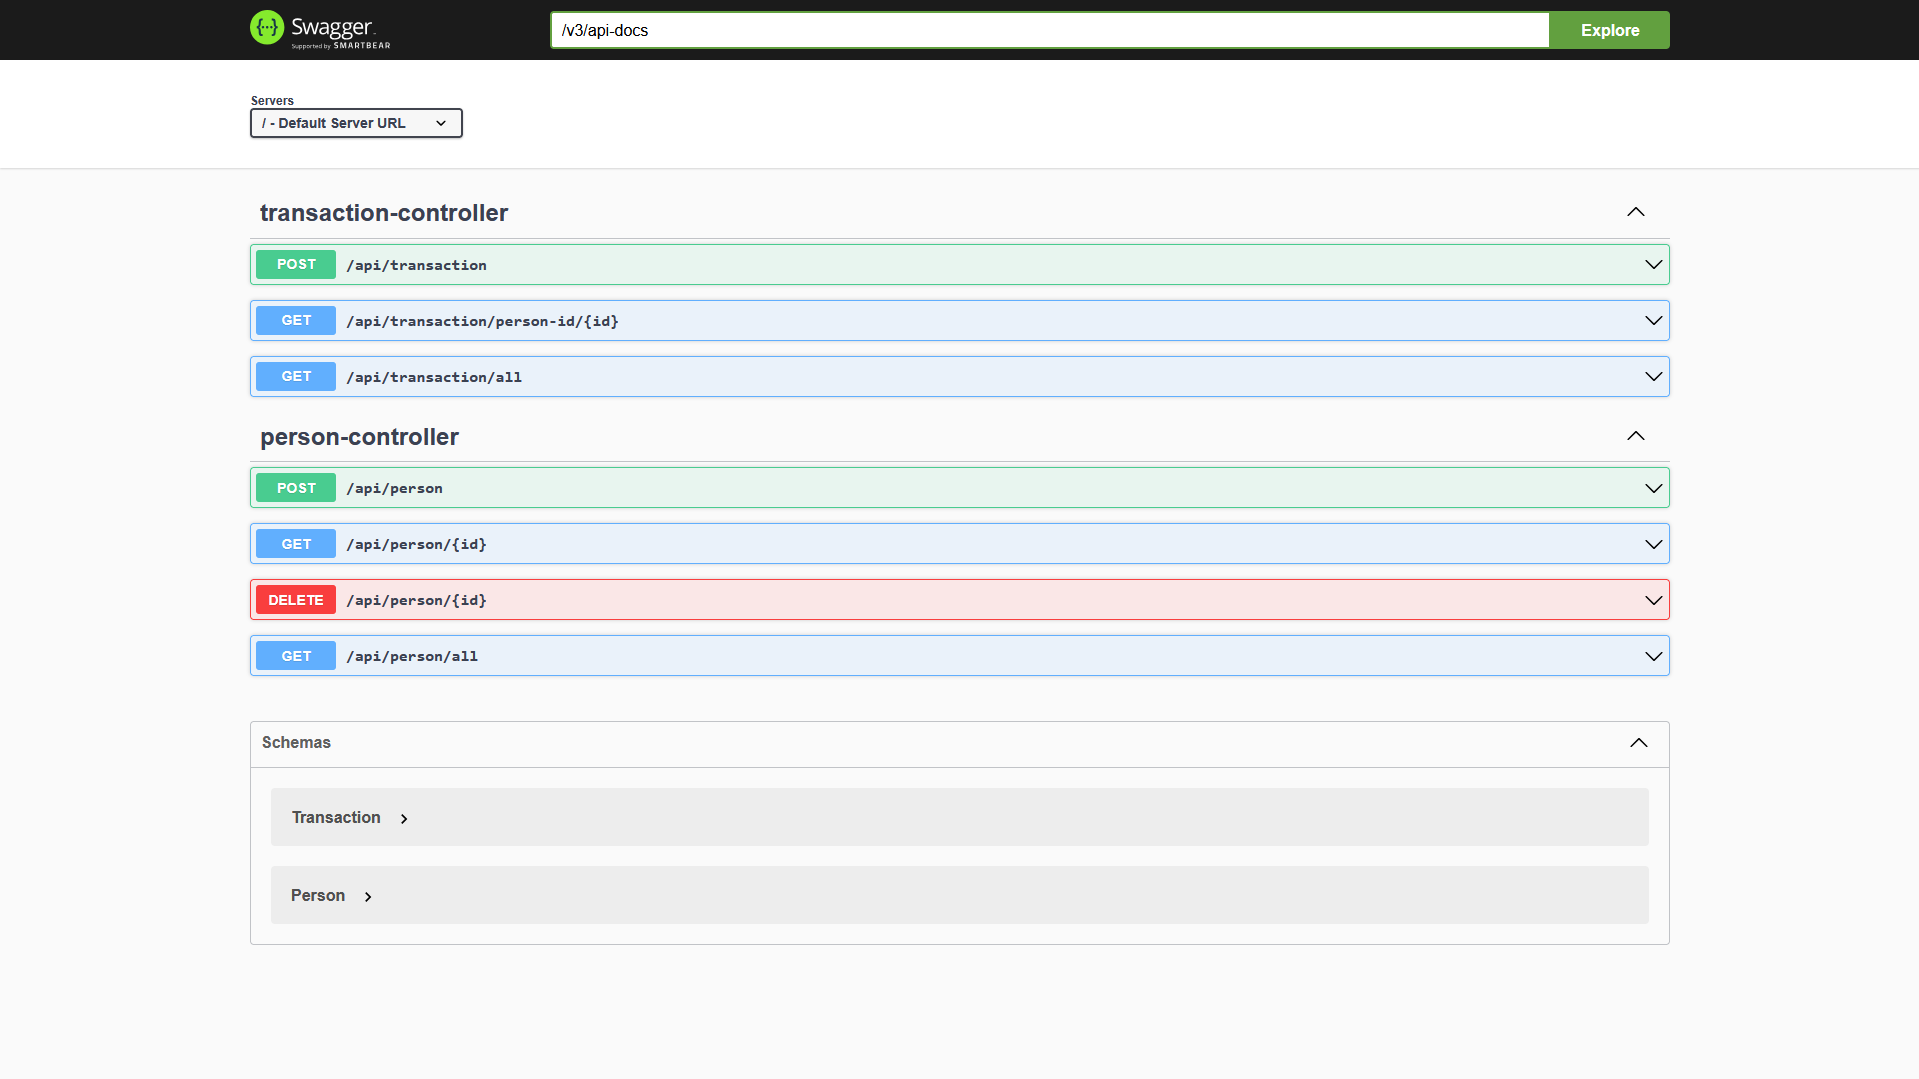 Swagger
Supported by SMARTBEAR
/v3/api-docs
Explore
Servers
/ - Default Server URL
transaction-controller
POST /api/transaction
GET /api/transaction/person-id/{id}
GET /api/transaction/all
person-controller
POST /api/person
GET /api/person/{id}
DELETE /api/person/{id}
GET /api/person/all
Schemas
Transaction
Person